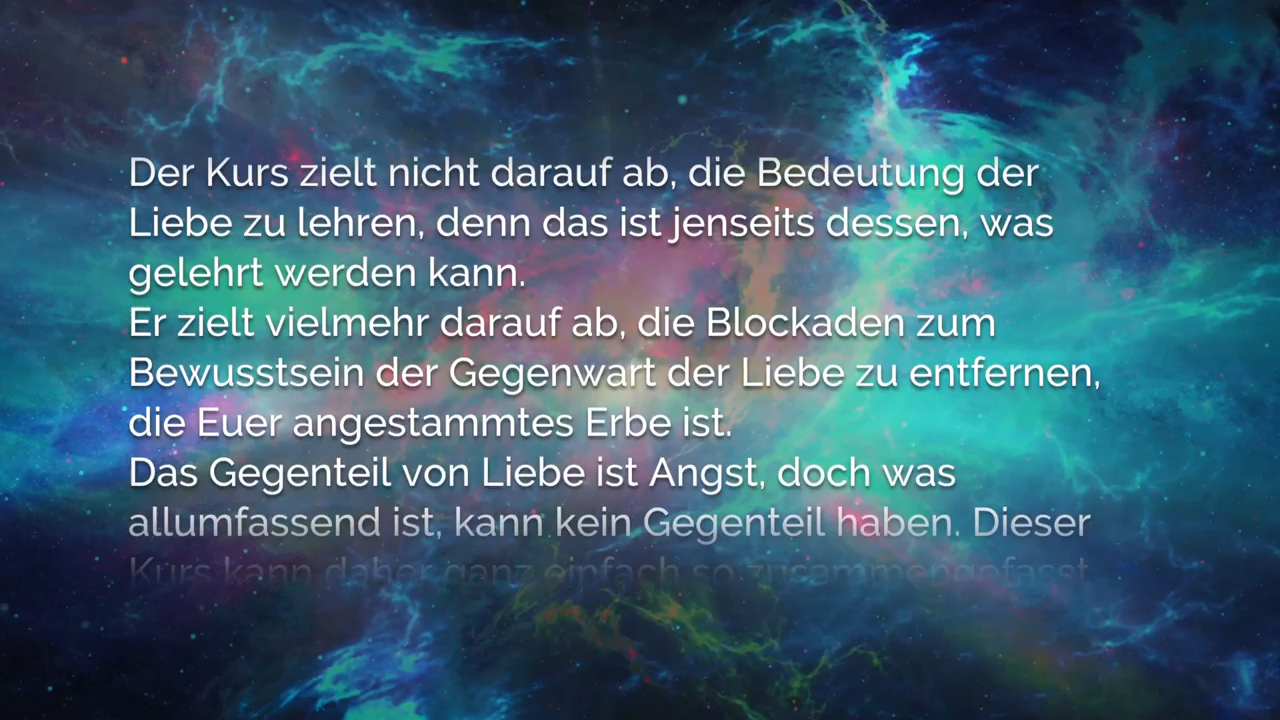 Der Kurs zielt nicht darauf ab, die Bedeutung der
Liebe zu lehren, denn das ist jenseits dessen, was
gelehrt werden kann.
Er zielt vielmehr darauf ab, die Blockaden zum
Bewusstsein der Gegenwart der Liebe zu entfernen,
die Euer angestammtes Erbe ist.
Das Gegenteil von Liebe ist Angst, doch was
allumfassend ist, kann kein Gegenteil haben. Dieser
Kurs kann daher ganz einfach so zusammengefasst